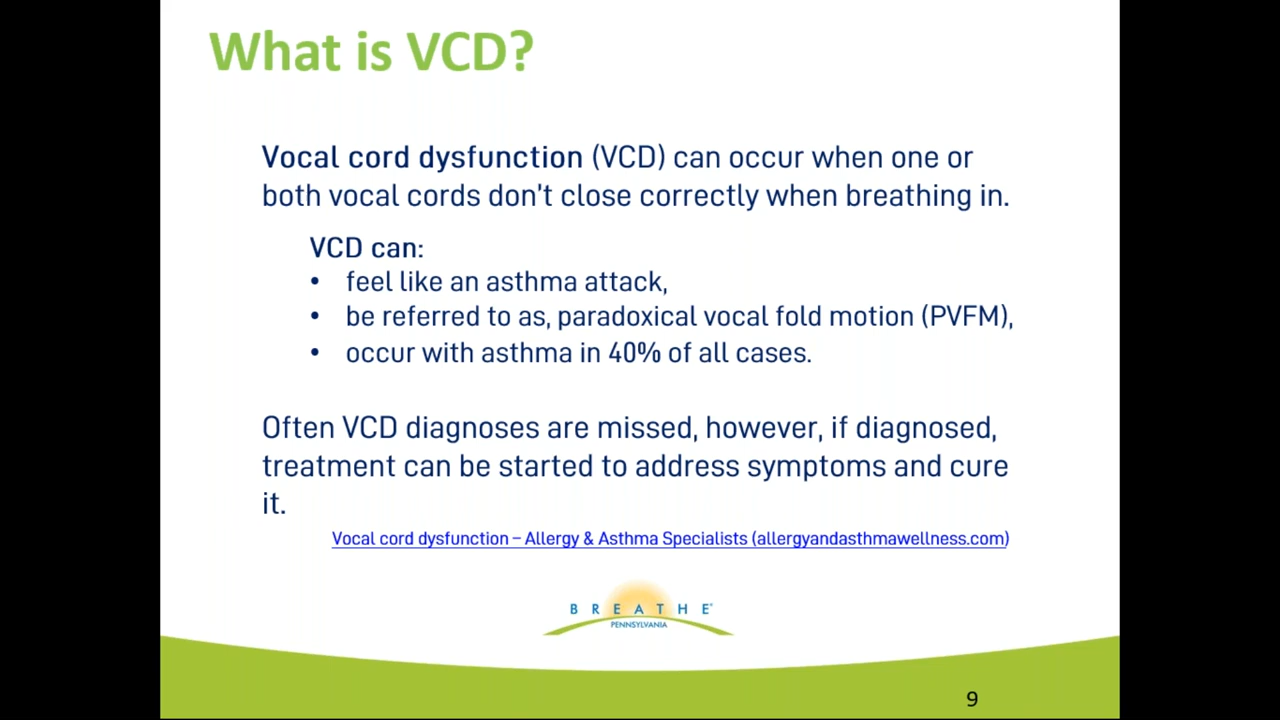 What is VCD?
Vocal cord dysfunction (VCD) can occur when one or
both vocal cords don't close correctly when breathing in.
VCD can:
• feel like an asthma attack,
• be referred to as, paradoxical vocal fold motion (PVFM),
• occur with asthma in 40% of all cases.
Often VCD diagnoses are missed, however, if diagnosed,
treatment can be started to address symptoms and cure
it.
Vocal cord dysfunction – Allergy & Asthma Specialists (allergyandasthmawellness.com)
BREATHE
PENNSYLVANIA
9